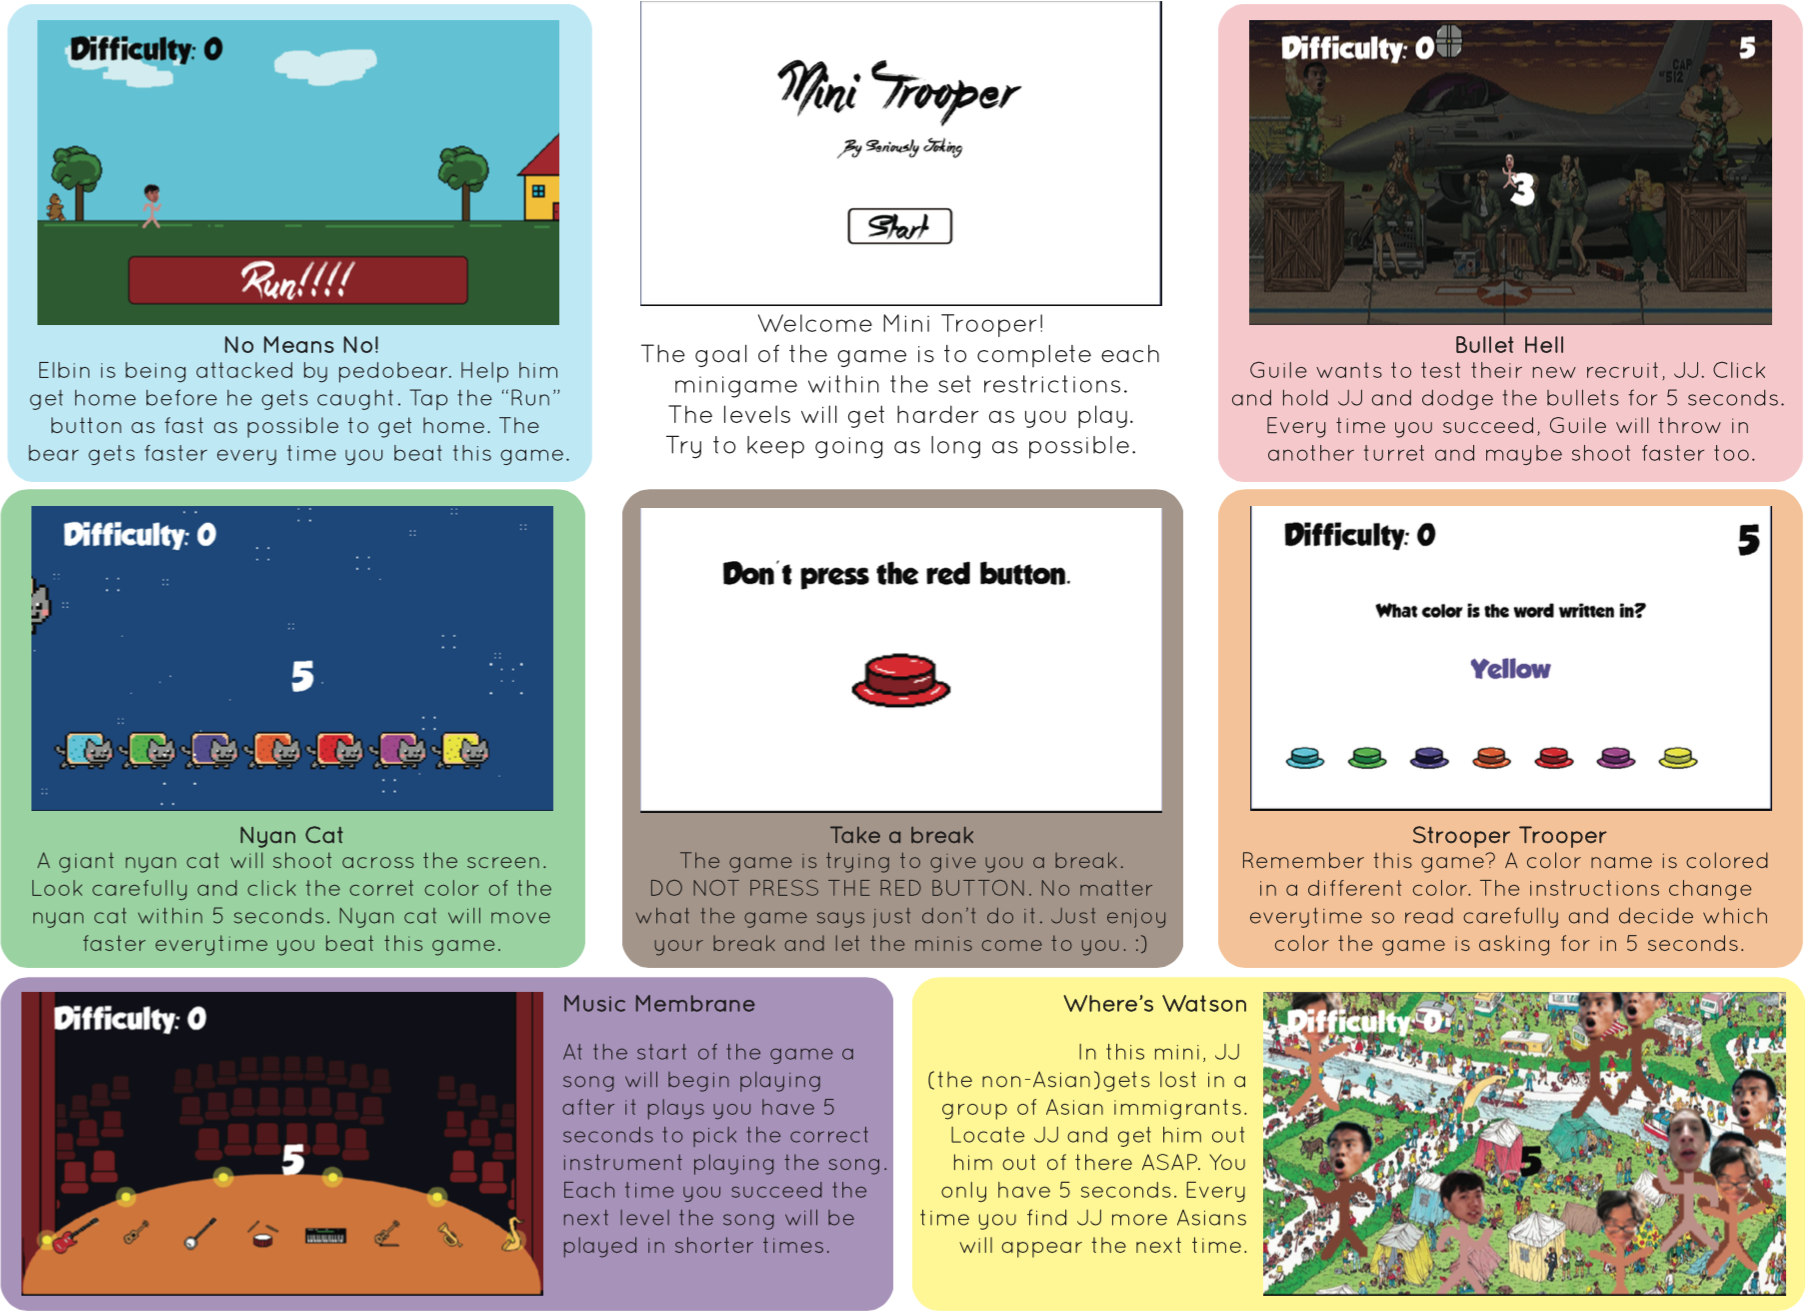 Difficulty: 0
Run!!!!
No Means No!
Elbin is being attacked by pedobear. Help him
get home before he gets caught. Tap the “Run”
button as fast as possible to get home. The
bear gets faster every time you beat this game.
Mini Trooper
By Seriously Joking
Start
Welcome Mini Trooper!
The goal of the game is to complete each
minigame within the set restrictions.
The levels will get harder as you play.
Try to keep going as long as possible.
Difficulty: 0
5
CAP
512
3
Bullet Hell
Guile wants to test their new recruit, JJ. Click
and hold JJ and dodge the bullets for 5 seconds.
Every time you succeed, Guile will throw in
another turret and maybe shoot faster too.
Difficulty: 0
5
Nyan Cat
A giant nyan cat will shoot across the screen.
Look carefully and click the corret color of the
nyan cat within 5 seconds. Nyan cat will move
faster everytime you beat this game.
Don't press the red button.
Take a break
The game is trying to give you a break.
DO NOT PRESS THE RED BUTTON. No matter
what the game says just don’t do it. Just enjoy
your break and let the minis come to you. :)
Difficulty: 0
5
What color is the word written in?
Yellow
Strooper Trooper
Remember this game? A color name is colored
in a different color. The instructions change
everytime so read carefully and decide which
color the game is asking for in 5 seconds.
Difficulty: 0
5
Music Membrane
At the start of the game a
song will begin playing
after it plays you have 5
seconds to pick the correct
instrument playing the song.
Each time you succeed the
next level the song will be
played in shorter times.
Where’s Watson
In this mini, JJ
(the non-Asian)gets lost in a
group of Asian immigrants.
Locate JJ and get him out
him out of there ASAP. You
only have 5 seconds. Every
time you find JJ more Asians
will appear the next time.
Difficulty: 0
5